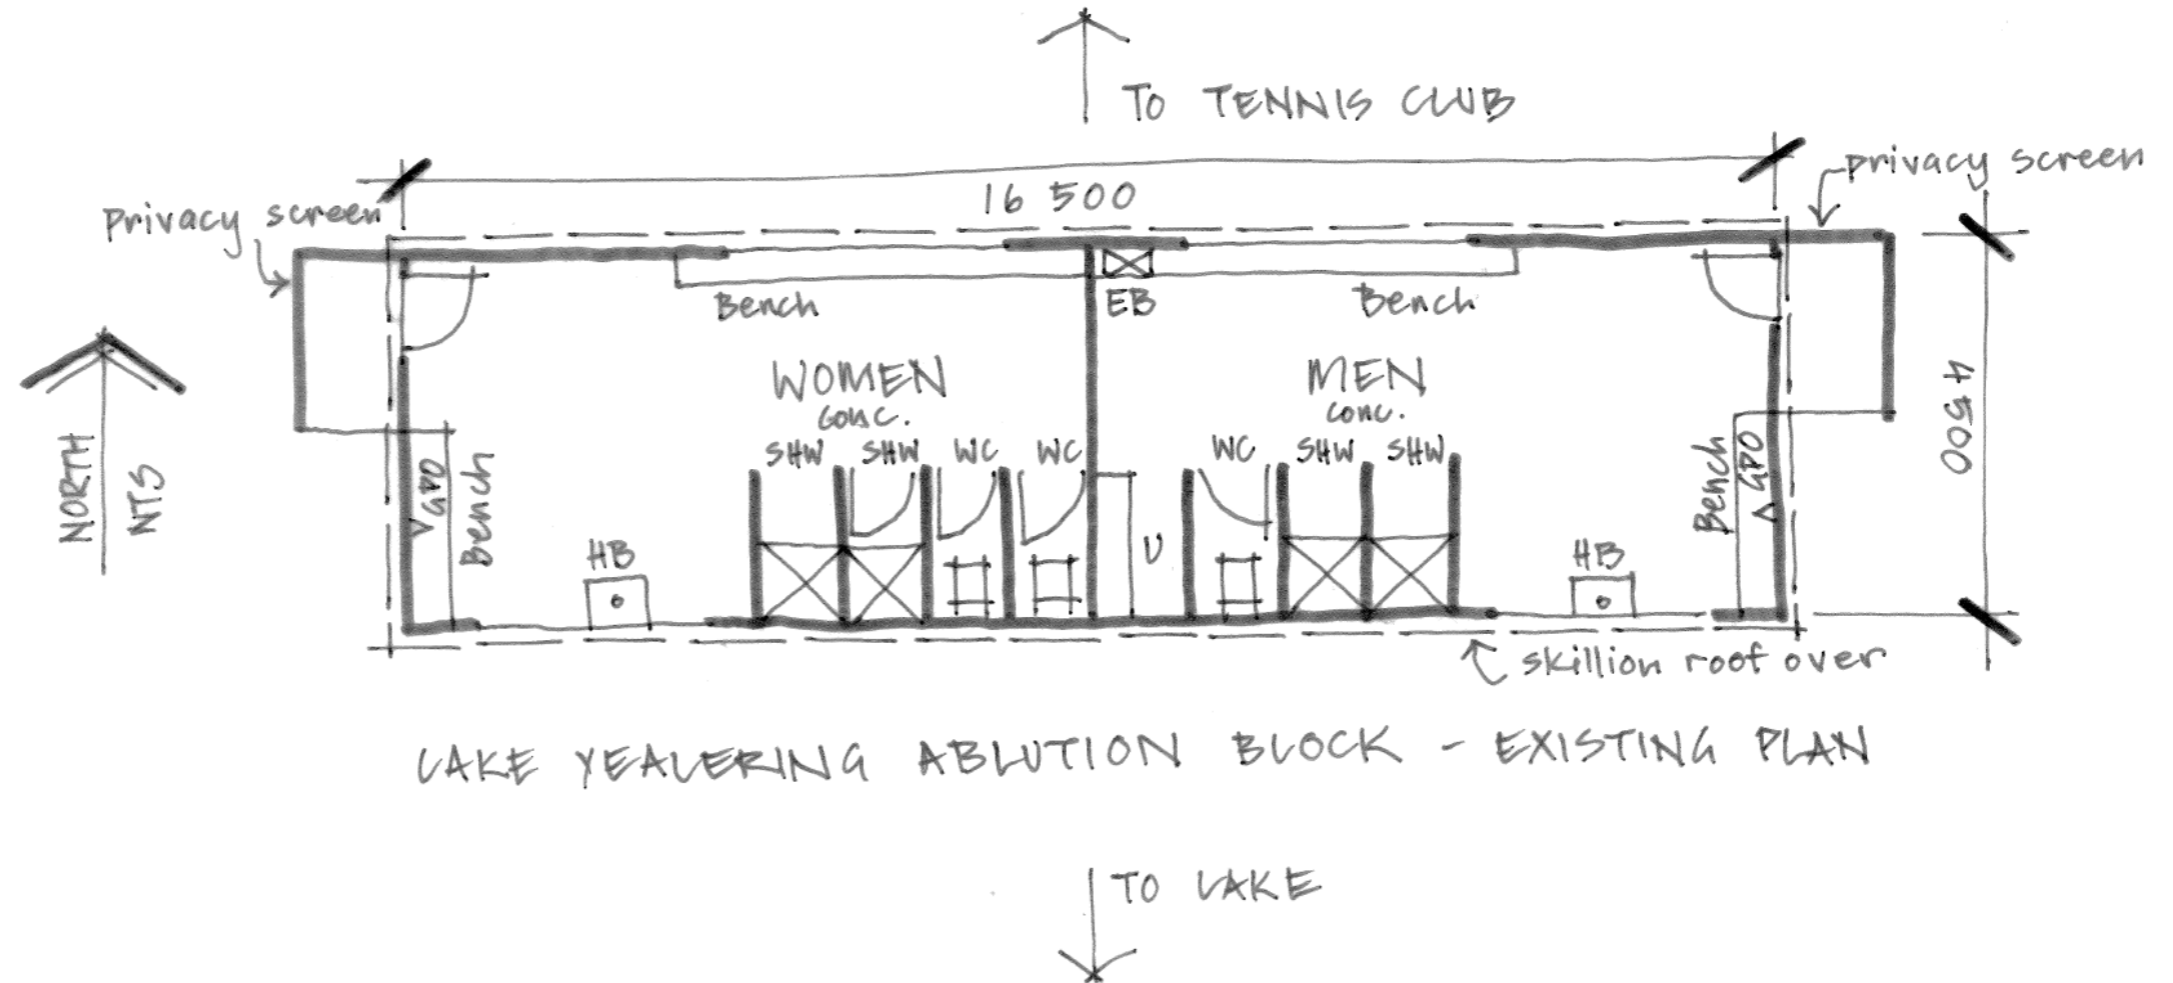 TO TENNIS CLUB
privacy screen
16 500
privacy screen
Bench
EB
Bench
WOMEN
conc.
MEN
conc.
SHW SHW WC WC
WC SHW SHW
4 500
NORTH
NTS
GPO
Bench
HB
U
HB
Bench
GPO
skillion roof over
LAKE YEALERING ABLUTION BLOCK - EXISTING PLAN
TO LAKE